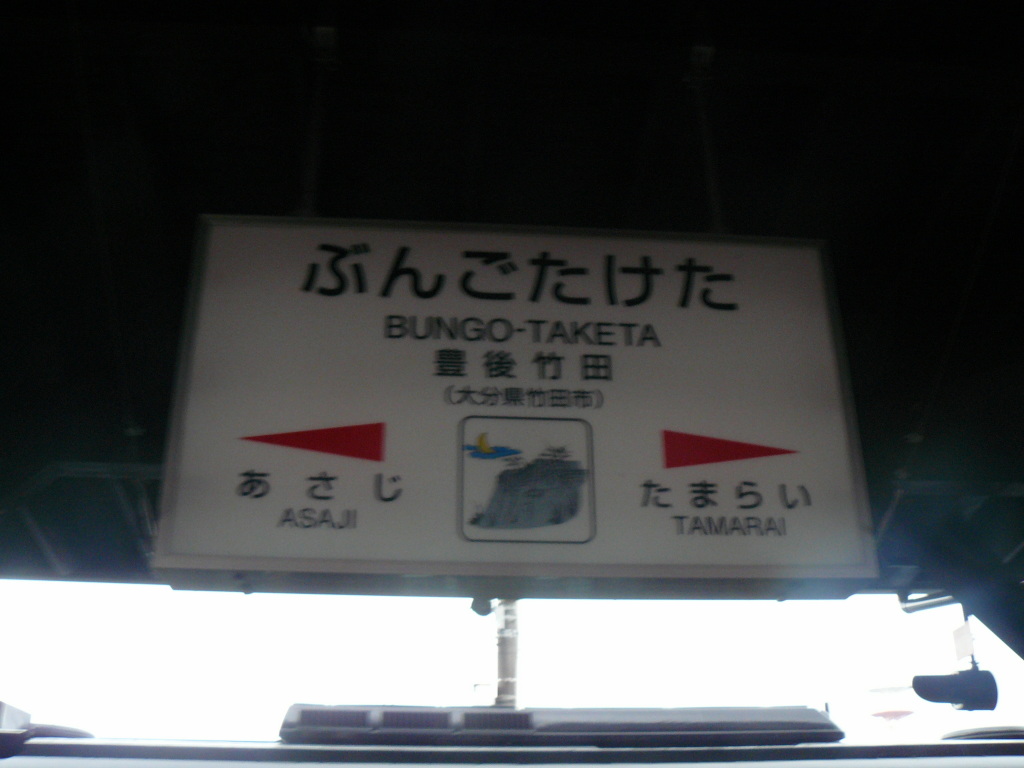 ぶんごたけた
BUNGO-TAKETA
豊後竹田
(大分県竹田市)
あさじ
ASAJI
たまらい
TAMARAI